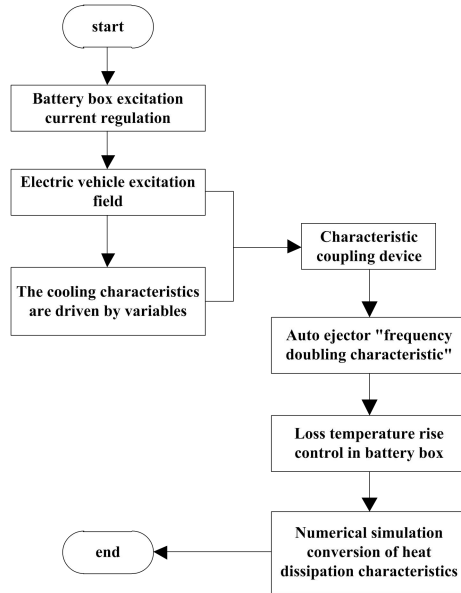 start
Battery box excitation
current regulation
Electric vehicle excitation
field
The cooling characteristics
are driven by variables
Characteristic
coupling device
Auto ejector "frequency
doubling characteristic"
Loss temperature rise
control in battery box
Numerical simulation
conversion of heat
dissipation characteristics
end